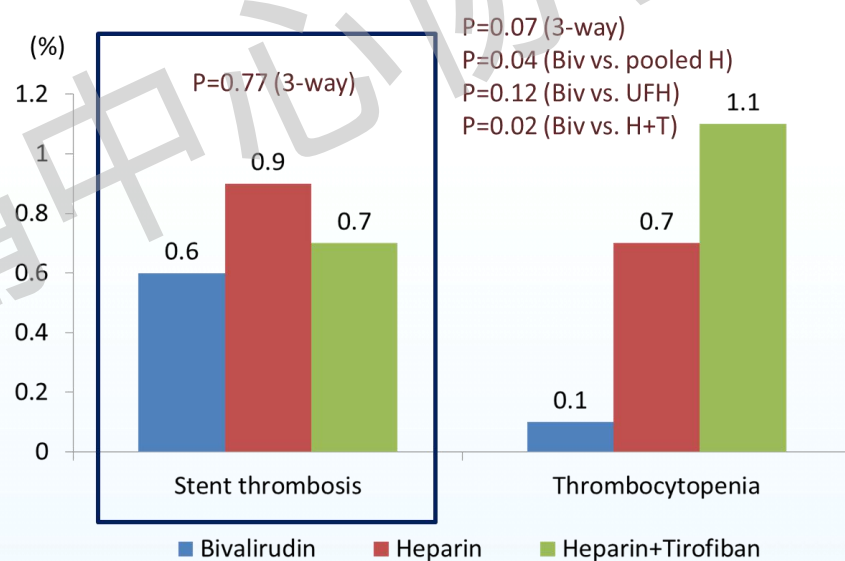 (%)
P=0.07 (3-way)
P=0.04 (Biv vs. pooled H)
P=0.77 (3-way)
P=0.12 (Biv vs. UFH)
P=0.02 (Biv vs. H+T)
1.2
1
0.8
0.6
0.4
0.2
0
0.6
0.9
0.7
0.1
0.7
1.1
Stent thrombosis
Thrombocytopenia
Bivalirudin
Heparin
Heparin+Tirofiban
中心